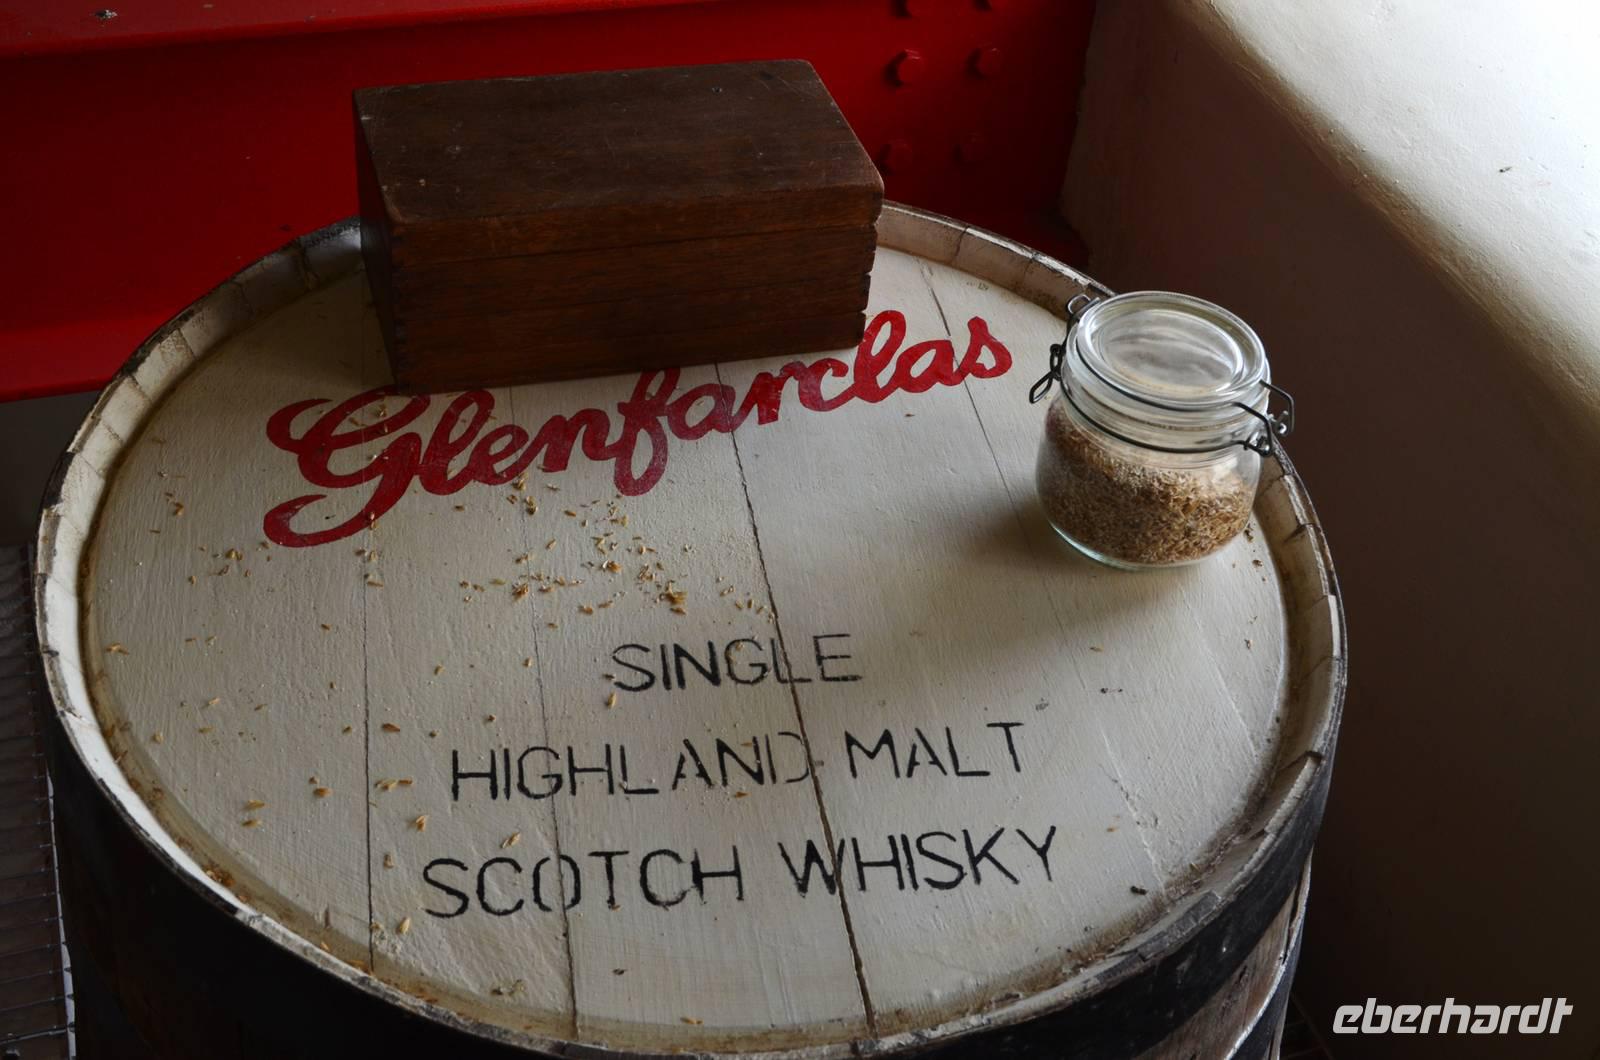 Glenfarclas
SINGLE
HIGHLAND MALT
SCOTCH WHISKY
eberhardt